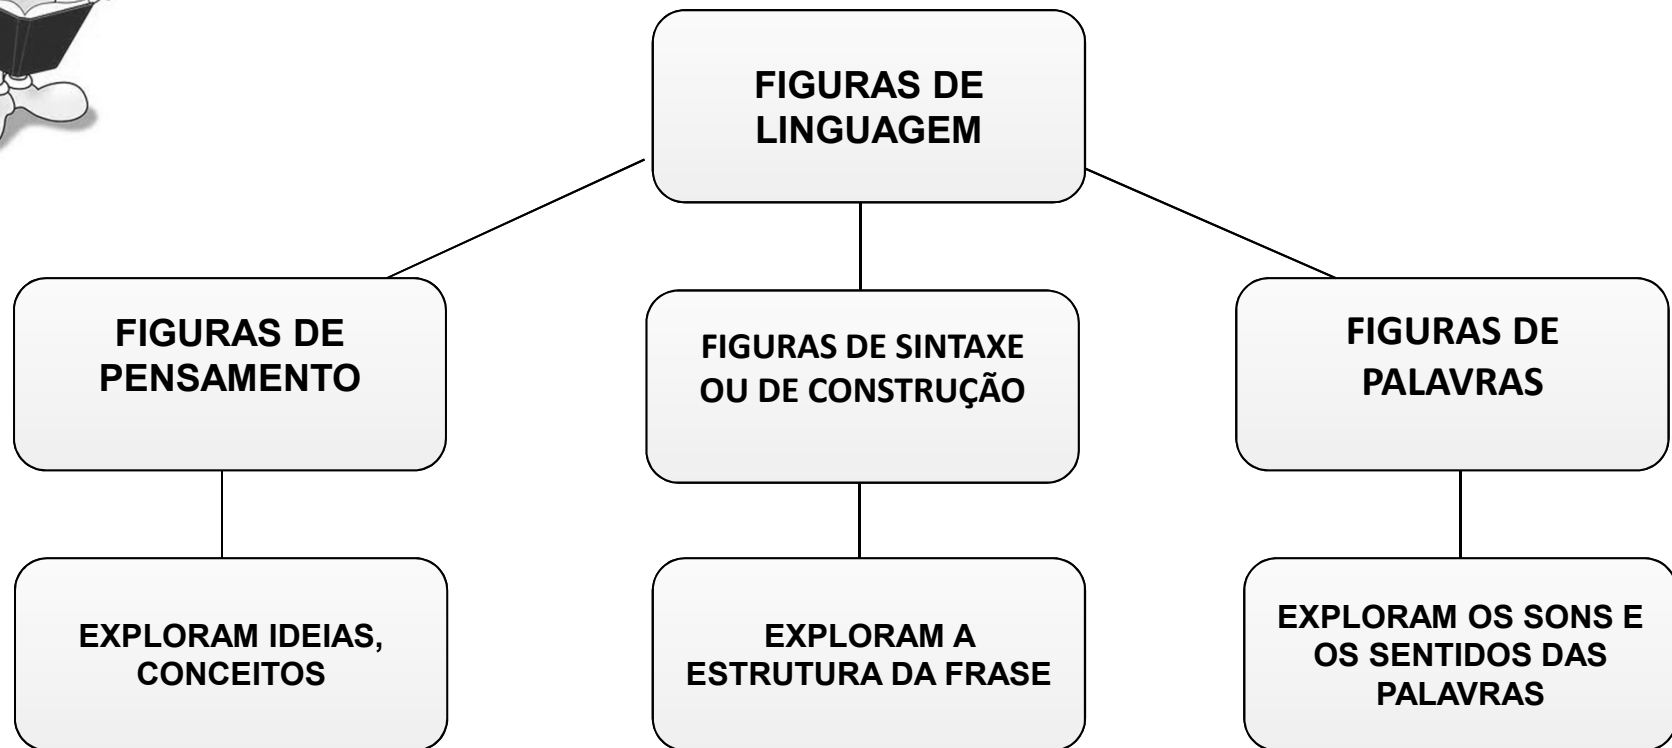 FIGURAS DE
LINGUAGEM
FIGURAS DE
PENSAMENTO
FIGURAS DE SINTAXE
OU DE CONSTRUÇÃO
FIGURAS DE
PALAVRAS
EXPLORAM IDEIAS,
CONCEITOS
EXPLORAM A
ESTRUTURA DA FRASE
EXPLORAM OS SONS E
OS SENTIDOS DAS
PALAVRAS